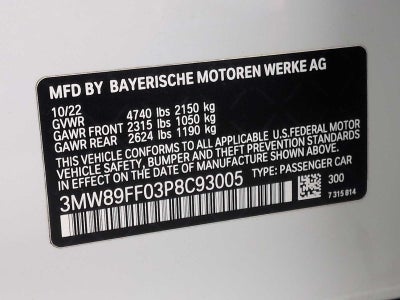 MFD BY BAYERISCHE MOTOREN WERKE AG
10/22
GVWR 4740 lbs 2150 kg
GAWR FRONT 2315 lbs 1050 kg
GAWR REAR 2624 lbs 1190 kg
THIS VEHICLE CONFORMS TO ALL APPLICABLE U.S.FEDERAL MOTOR
VEHICLE SAFETY, BUMPER AND THEFT PREVENTION STANDARDS IN
EFFECT ON THE DATE OF MANUFACTURE SHOWN ABOVE.
3MW89FF03P8C93005 TYPE: PASSENGER CAR
300
7 315 814